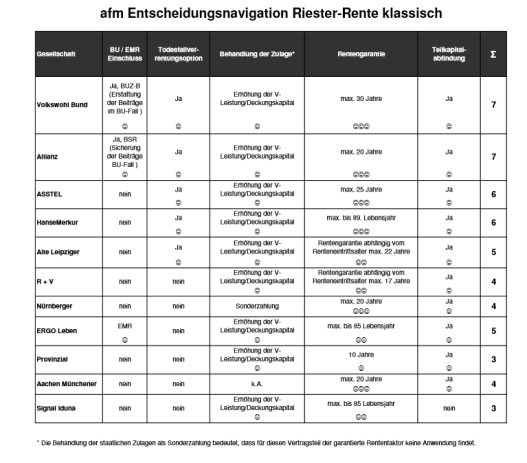 afm Entscheidungsnavigation Riester-Rente klassisch
Gesellschaft BU / EMR Einschluss Todesfallver-rentungsoption Behandlung der Zulage* Rentengarantie Teilkapital-abfindung Σ
Volkswohl Bund Ja, BUZ-B (Erstattung der Beiträge im BU-Fall ) ☺ Ja ☺ Erhöhung der V-Leistung/Deckungskapital ☺ max. 30 Jahre ☺☺☺ Ja ☺ 7
Allianz Ja, BSR (Sicherung der Beiträge BU-Fall ) ☺ Ja ☺ Erhöhung der V-Leistung/Deckungskapital ☺ max. 20 Jahre ☺☺☺ Ja ☺ 7
ASSTEL nein Ja ☺ Erhöhung der V-Leistung/Deckungskapital ☺ max. 25 Jahre ☺☺☺ Ja ☺ 6
HanseMerkur nein Ja ☺ Erhöhung der V-Leistung/Deckungskapital ☺ max. bis 89. Lebensjahr ☺☺☺ Ja ☺ 6
Alte Leipziger nein Ja ☺ Erhöhung der V-Leistung/Deckungskapital ☺ Rentengarantie abhängig vom Renteneintrittsalter max. 22 Jahre ☺☺ Ja ☺ 5
R + V nein nein Erhöhung der V-Leistung/Deckungskapital ☺ Rentengarantie abhängig vom Renteneintrittsalter max. 17 Jahre ☺☺ Ja ☺ 4
Nürnberger nein nein Sonderzahlung max. 20 Jahre ☺☺☺ Ja ☺ 4
ERGO Leben EMR ☺ nein Erhöhung der V-Leistung/Deckungskapital ☺ max. bis 85 Lebensjahr ☺☺ Ja ☺ 5
Provinzial nein nein Erhöhung der V-Leistung/Deckungskapital ☺ 10 Jahre ☺ Ja ☺ 3
Aachen Münchener nein nein k.A. max. 20 Jahre ☺☺☺ Ja ☺ 4
Signal Iduna nein nein Erhöhung der V-Leistung/Deckungskapital ☺ max. bis 85 Lebensjahr ☺☺ nein 3
* Die Behandlung der staatlichen Zulagen als Sonderzahlung bedeutet, dass für diesen Vertragsteil der garantierte Rentenfaktor keine Anwendung findet.